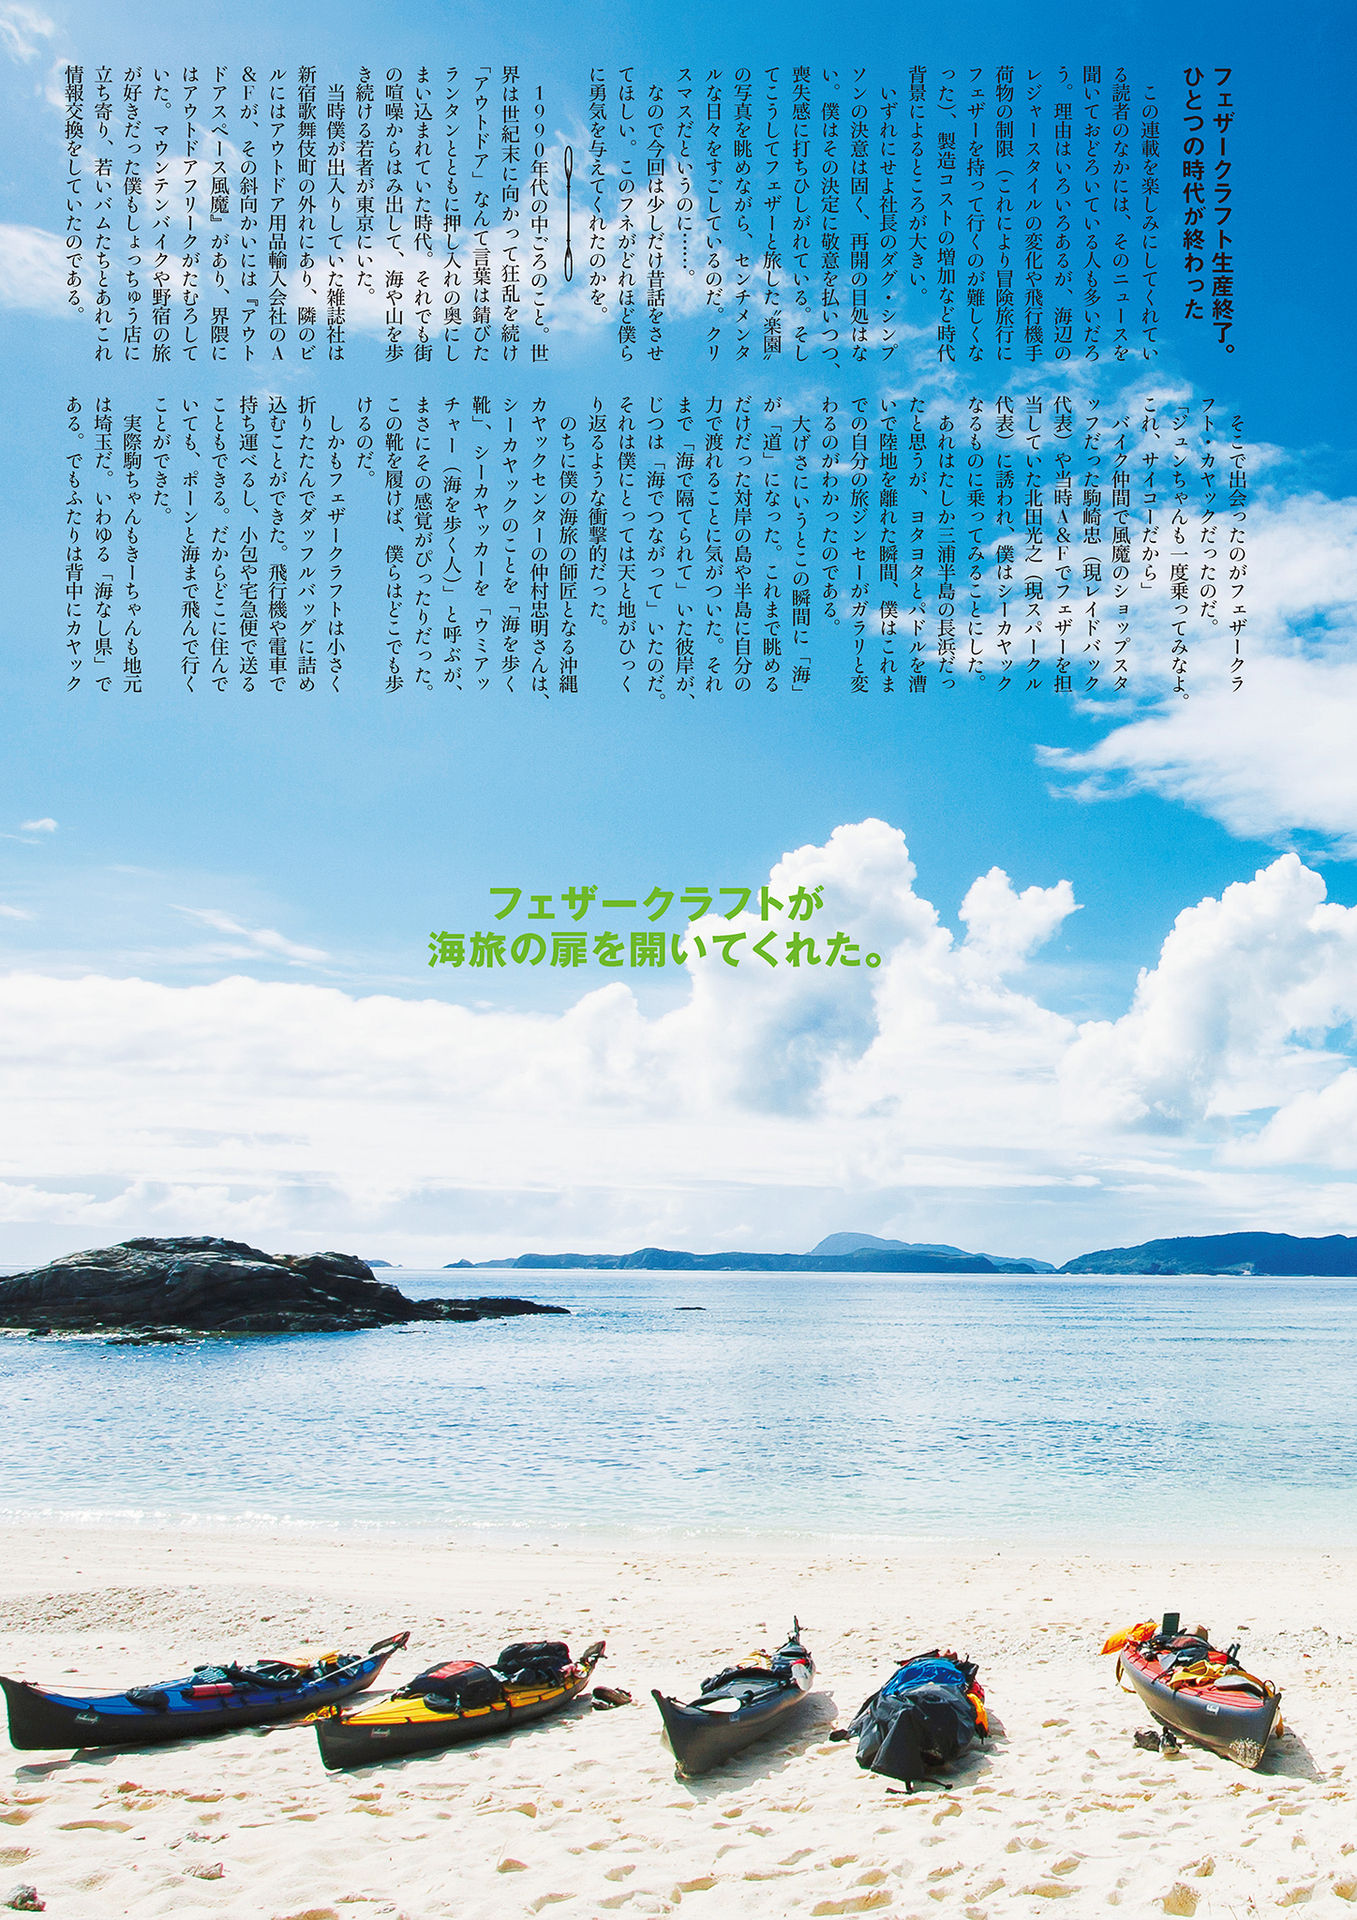 フェザークラフト生産終了。
ひとつの時代が終わった
この連載を楽しみにしてくれてい
る読者のなかには、そのニュースを
聞いておどろいている人も多いだろ
う。理由はいろいろあるが、海辺の
レジャースタイルの変化や飛行機手
荷物の制限（これにより冒険旅行に
フェザーを持って行くのが難しくな
った）、製造コストの増加など時代
背景によるところが大きい。
いずれにせよ社長のダグ・シンプ
ソンの決意は固く、再開の目処はな
い。僕はその決定に敬意を払いつつ、
喪失感に打ちひしがれている。そし
てこうしてフェザーと旅した〝楽園〟
の写真を眺めながら、センチメンタ
ルな日々をすごしているのだ。クリ
スマスだというのに……。
なので今回は少しだけ昔話をさせ
てほしい。このフネがどれほど僕ら
に勇気を与えてくれたのかを。
1990年代の中ごろのこと。世
界は世紀末に向かって狂乱を続け
「アウトドア」なんて言葉は錆びた
ランタンとともに押し入れの奥にし
まい込まれていた時代。それでも街
の喧噪からはみ出して、海や山を歩
き続ける若者が東京にいた。
当時僕が出入りしていた雑誌社は
新宿歌舞伎町の外れにあり、隣のビ
ルにはアウトドア用品輸入会社のA
&Fが、その斜向かいには『アウト
ドアスペース風魔』があり、界隈に
はアウトドアフリークがたむろして
いた。マウンテンバイクや野宿の旅
が好きだった僕もしょっちゅう店に
立ち寄り、若いバムたちとあれこれ
情報交換をしていたのである。
そこで出会ったのがフェザークラ
フト・カヤックだったのだ。
「ジュンちゃんも一度乗ってみなよ。
これ、サイコーだから」
バイク仲間で風魔のショップスタ
ッフだった駒崎忠（現レイドバック
代表）や当時A&Fでフェザーを担
当していた北田光之（現スパークル
代表）に誘われ、僕はシーカヤック
なるものに乗ってみることにした。
あれはたしか三浦半島の長浜だっ
たと思うが、ヨタヨタとパドルを漕
いで陸地を離れた瞬間、僕はこれま
での自分の旅ジンセーがガラリと変
わるのがわかったのである。
大げさにいうとこの瞬間に「海」
が「道」になった。これまで眺める
だけだった対岸の島や半島に自分の
力で渡れることに気がついた。それ
まで「海で隔てられて」いた彼岸が、
じつは「海でつながって」いたのだ。
それは僕にとっては天と地がひっく
り返るような衝撃的だった。
のちに僕の海旅の師匠となる沖縄
カヤックセンターの仲村忠明さんは、
シーカヤックのことを「海を歩く
靴」、シーカヤッカーを「ウミアッ
チャー（海を歩く人）」と呼ぶが、
まさにその感覚がぴったりだった。
この靴を履けば、僕らはどこでも歩
けるのだ。
しかもフェザークラフトは小さく
折りたたんでダッフルバッグに詰め
込むことができた。飛行機や電車で
持ち運べるし、小包や宅急便で送る
こともできる。だからどこに住んで
いても、ポーンと海まで飛んで行く
ことができた。
実際駒ちゃんもきーちゃんも地元
は埼玉だ。いわゆる「海なし県」で
ある。でもふたりは背中にカヤック
フェザークラフトが
海旅の扉を開いてくれた。